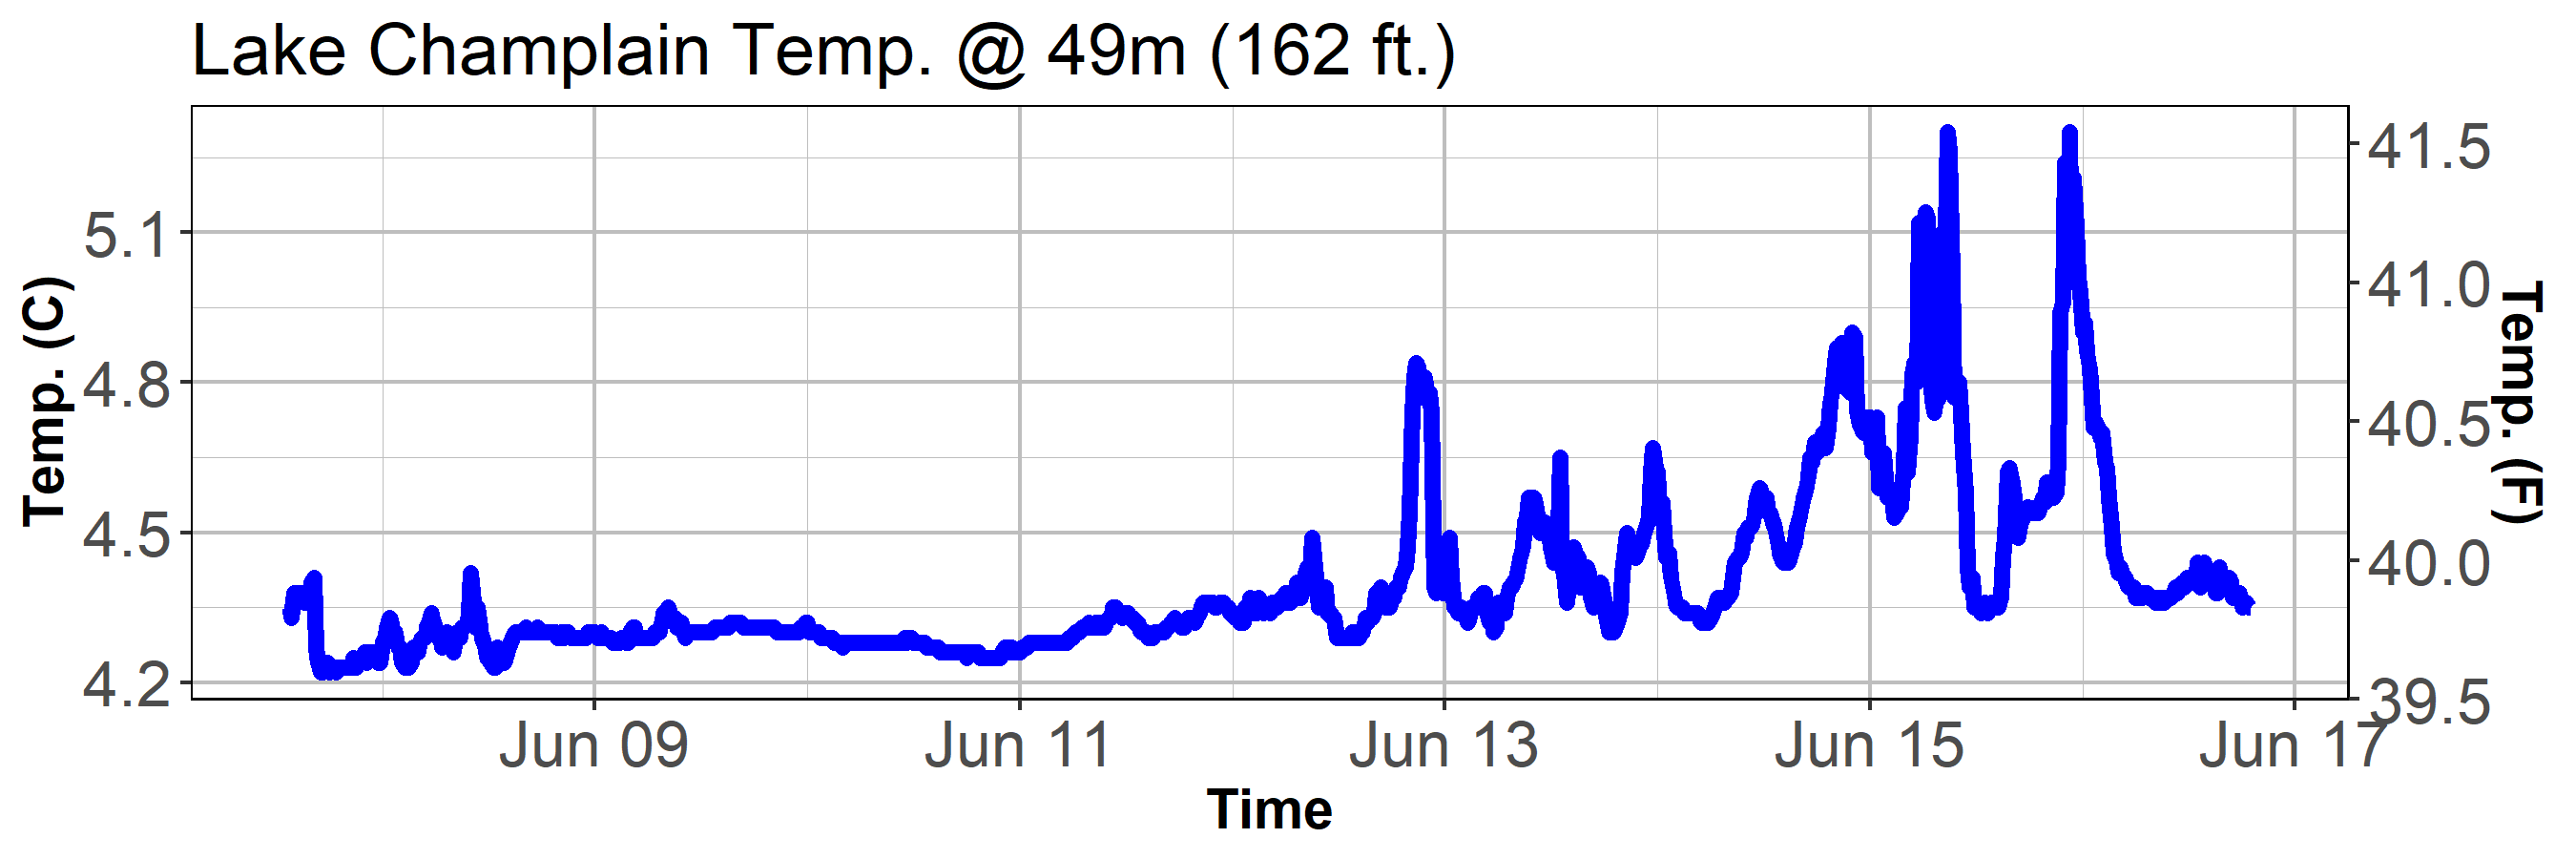 Lake Champlain Temp. @ 49m (162 ft.)
Temp. (C)
5.1
4.8
4.5
4.2
41.5
41.0
40.5
40.0
39.5
Temp. (F)
Jun 09
Jun 11
Jun 13
Jun 15
Jun 17
Time